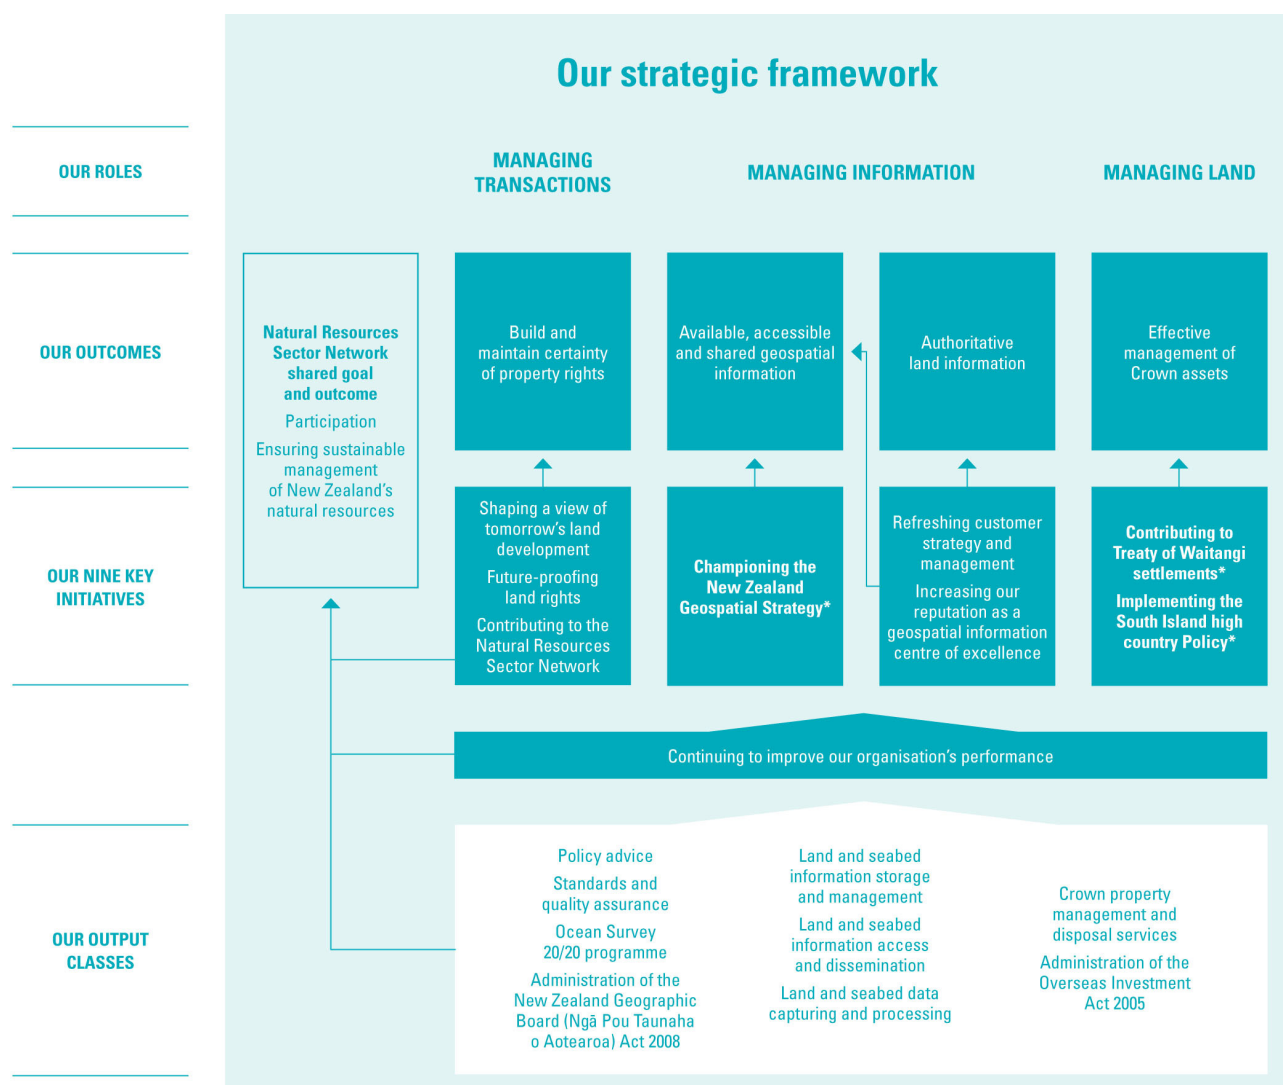 Our strategic framework
OUR ROLES
MANAGING
TRANSACTIONS
MANAGING INFORMATION
MANAGING LAND
OUR OUTCOMES
Natural Resources
Sector Network
shared goal
and outcome
Participation
Ensuring sustainable
management
of New Zealand’s
natural resources
Build and
maintain certainty
of property rights
Available, accessible
and shared geospatial
information
Authoritative
land information
Effective
management of
Crown assets
OUR NINE KEY
INITIATIVES
Shaping a view of
tomorrow’s land
development
Future-proofing
land rights
Contributing to the
Natural Resources
Sector Network
Championing the
New Zealand
Geospatial Strategy*
Refreshing customer
strategy and
management
Increasing our
reputation as a
geospatial information
centre of excellence
Contributing to
Treaty of Waitangi
settlements*
Implementing the
South Island high
country Policy*
Continuing to improve our organisation’s performance
OUR OUTPUT
CLASSES
Policy advice
Standards and
quality assurance
Ocean Survey
20/20 programme
Administration of the
New Zealand Geographic
Board (Ngā Pou Taunaha
o Aotearoa) Act 2008
Land and seabed
information storage
and management
Land and seabed
information access
and dissemination
Land and seabed data
capturing and processing
Crown property
management and
disposal services
Administration of the
Overseas Investment
Act 2005